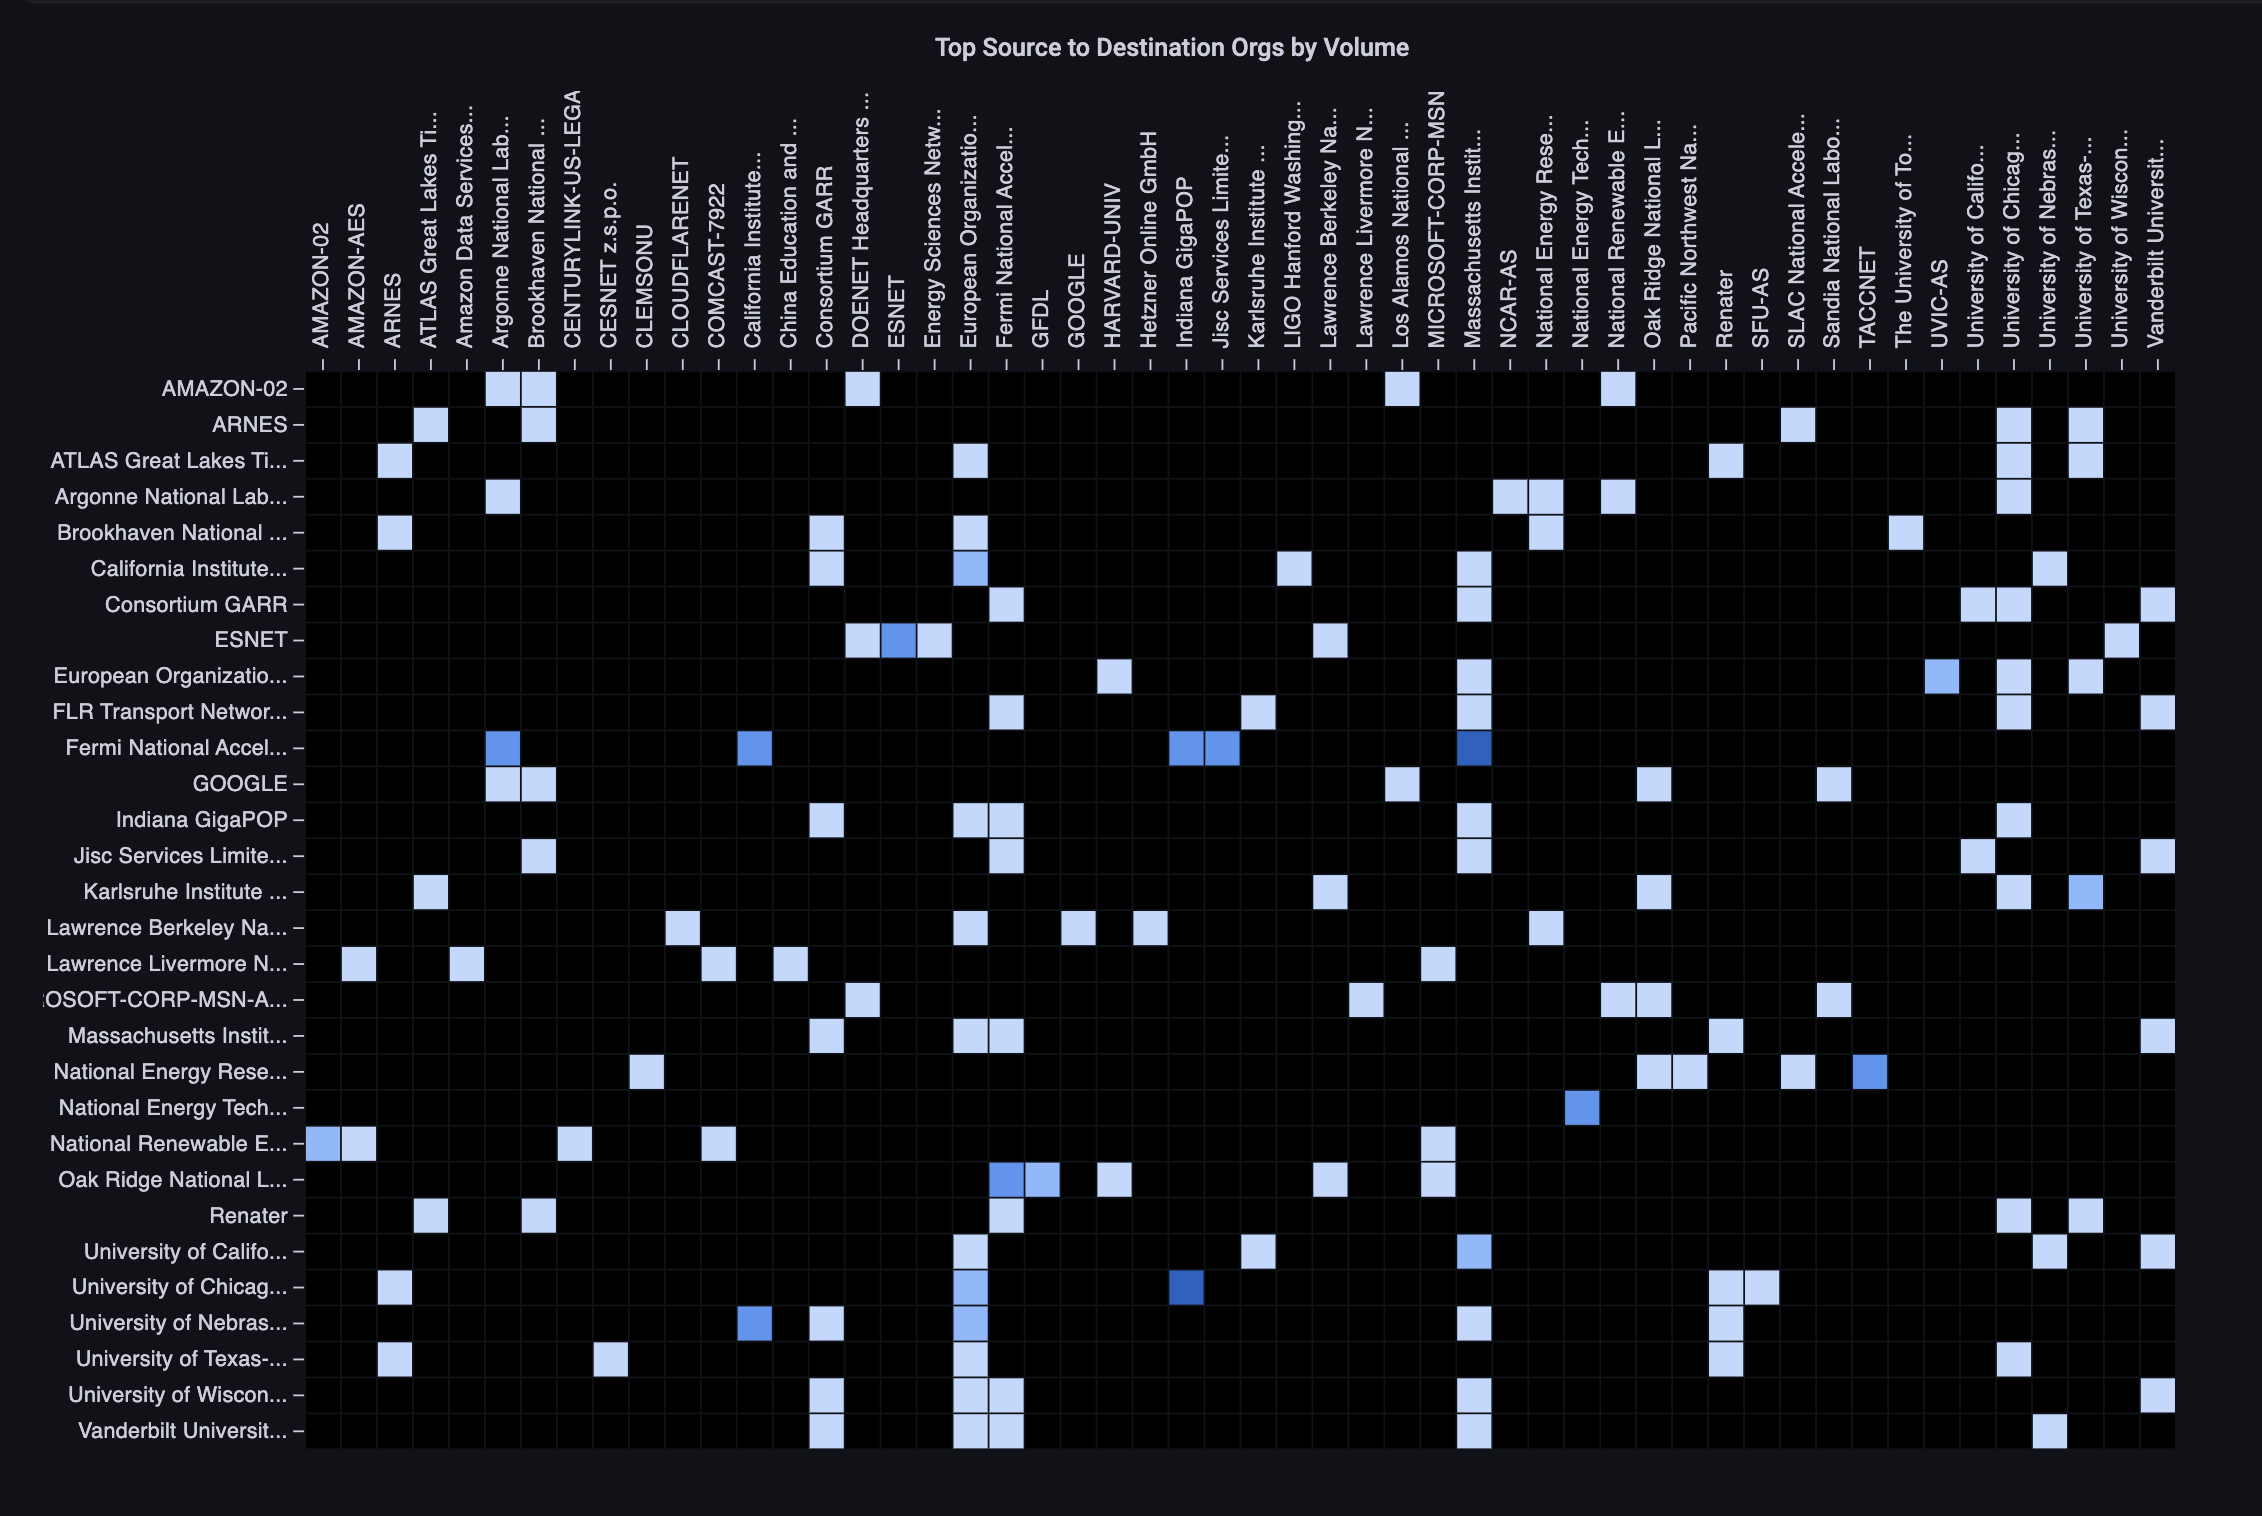 Top Source to Destination Orgs by Volume
AMAZON-02
AMAZON-AES
ARNES
ATLAS Great Lakes Ti...
Amazon Data Services...
Argonne National Lab...
Brookhaven National ...
CENTURYLINK-US-LEGA
CESNET z.s.p.o.
CLEMSONU
CLOUDFLARENET
COMCAST-7922
California Institute...
China Education and ...
Consortium GARR
DOENET Headquarters ...
ESNET
Energy Sciences Netw...
European Organizatio...
Fermi National Accel...
GFDL
GOOGLE
HARVARD-UNIV
Hetzner Online GmbH
Indiana GigaPOP
Jisc Services Limite...
Karlsruhe Institute ...
LIGO Hanford Washing...
Lawrence Berkeley Na...
Lawrence Livermore N...
Los Alamos National ...
MICROSOFT-CORP-MSN
Massachusetts Instit...
NCAR-AS
National Energy Rese...
National Energy Tech...
National Renewable E...
Oak Ridge National L...
Pacific Northwest Na...
Renater
SFU-AS
SLAC National Accele...
Sandia National Labo...
TACCNET
The University of To...
UVIC-AS
University of Califo...
University of Chicag...
University of Nebras...
University of Texas-...
University of Wiscon...
Vanderbilt Universit...
AMAZON-02
ARNES
ATLAS Great Lakes Ti...
Argonne National Lab...
Brookhaven National ...
California Institute...
Consortium GARR
ESNET
European Organizatio...
FLR Transport Networ...
Fermi National Accel...
GOOGLE
Indiana GigaPOP
Jisc Services Limite...
Karlsruhe Institute ...
Lawrence Berkeley Na...
Lawrence Livermore N...
OSOFT-CORP-MSN-A...
Massachusetts Instit...
National Energy Rese...
National Energy Tech...
National Renewable E...
Oak Ridge National L...
Renater
University of Califo...
University of Chicag...
University of Nebras...
University of Texas-...
University of Wiscon...
Vanderbilt Universit...